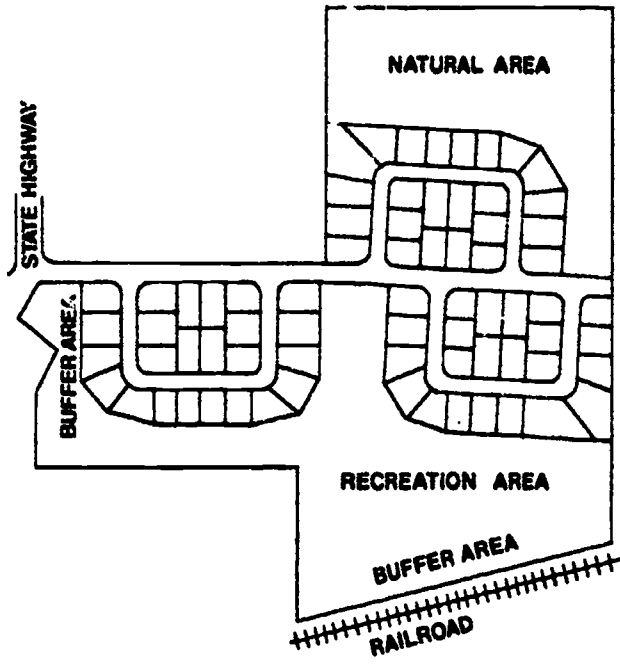 NATURAL AREA
STATE HIGHWAY
BUFFER AREA
RECREATION AREA
BUFFER AREA
RAILROAD